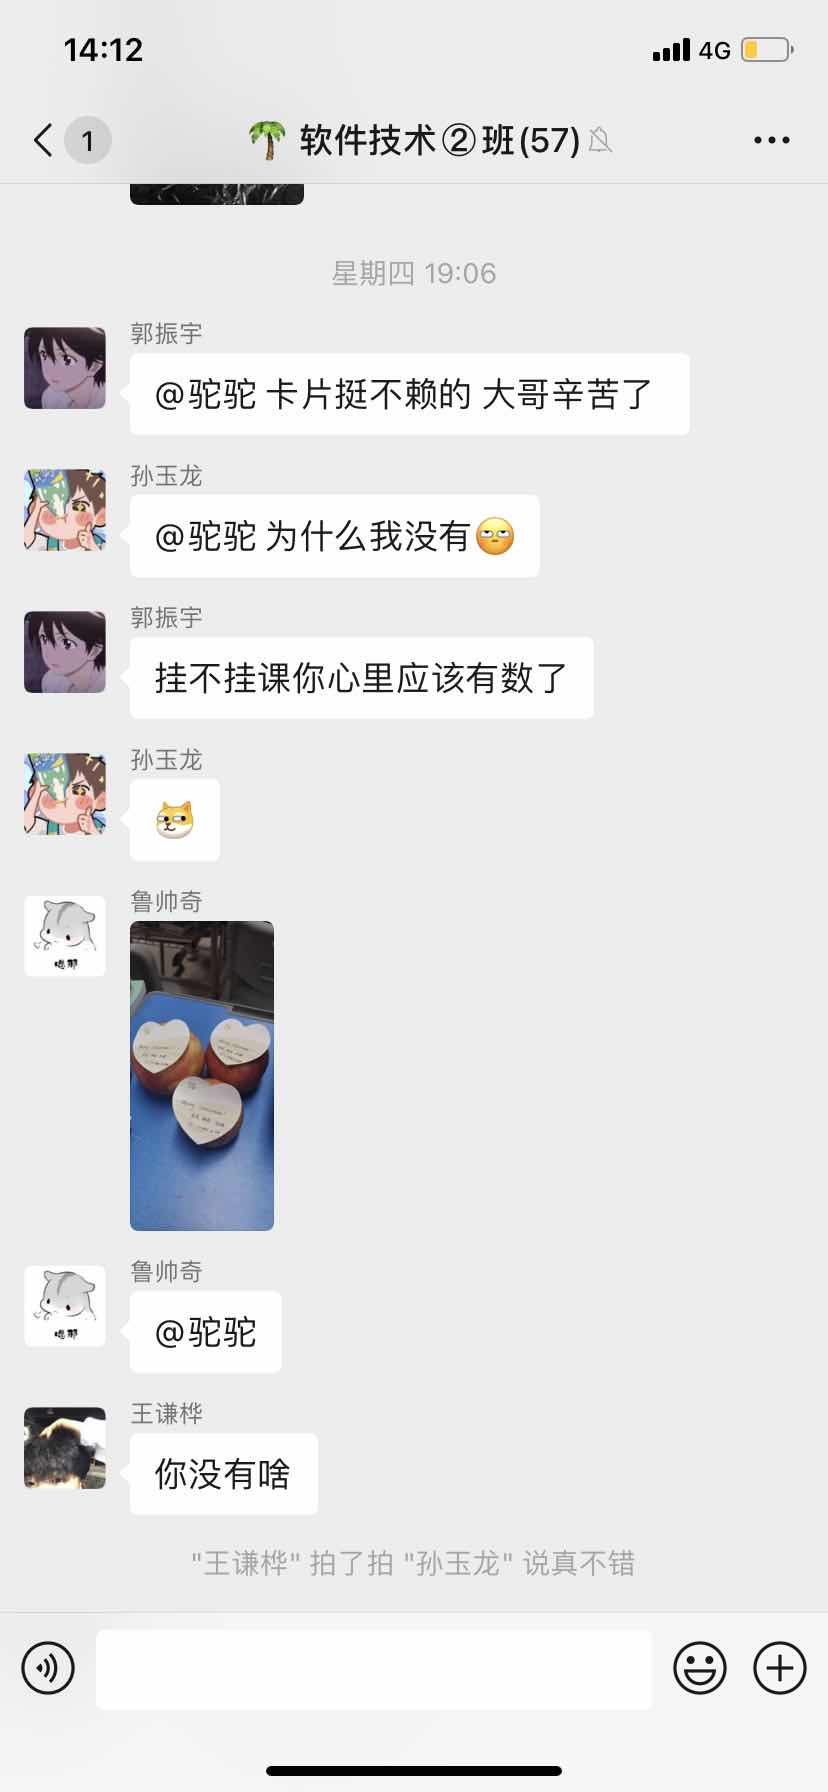 14:12
4G
1
🌴 软件技术②班(57)
星期四 19:06
郭振宇
@驼驼 卡片挺不赖的 大哥辛苦了
孙玉龙
@驼驼 为什么我没有🙄
郭振宇
挂不挂课你心里应该有数了
孙玉龙
鲁帅奇
鲁帅奇
@驼驼
王谦桦
你没有啥
"王谦桦" 拍了拍 "孙玉龙" 说真不错